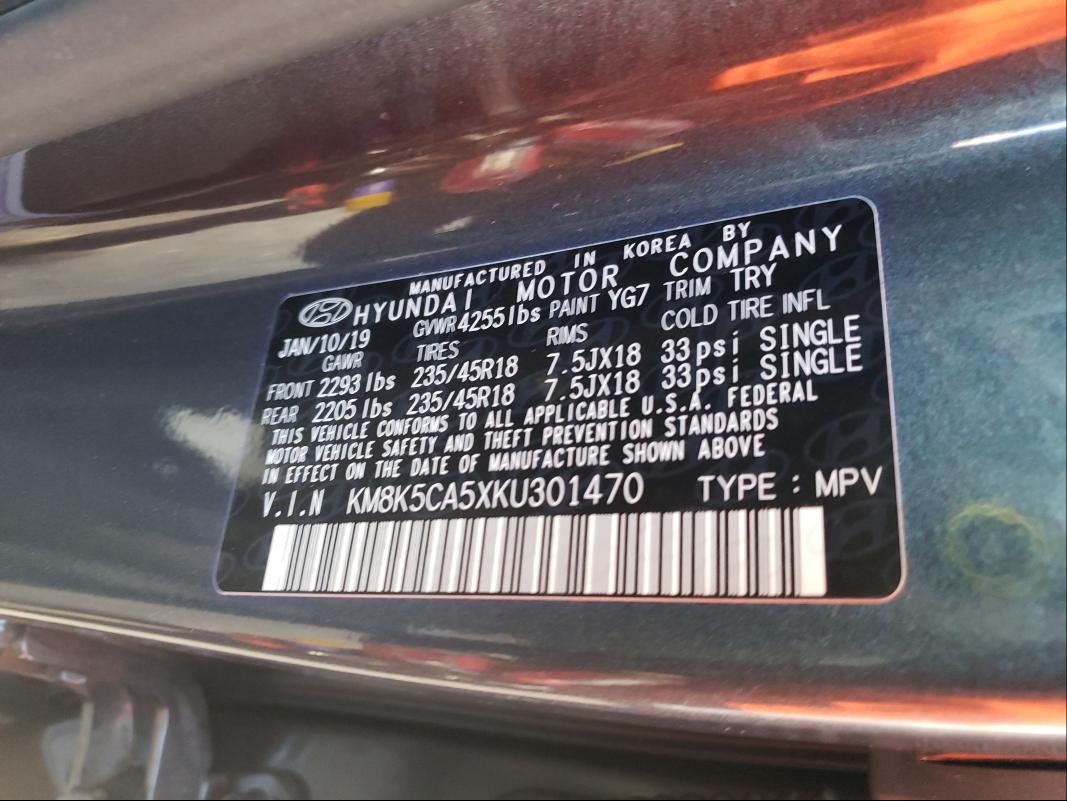 MANUFACTURED IN KOREA BY
HYUNDAI MOTOR COMPANY
JAN/10/19 GVWR 4255 lbs PAINT YG7 TRIM TRY
GAWR TIRES RIMS COLD TIRE INFL
FRONT 2293 lbs 235/45R18 7.5JX18 33psi SINGLE
REAR 2205 lbs 235/45R18 7.5JX18 33psi SINGLE
THIS VEHICLE CONFORMS TO ALL APPLICABLE U.S.A. FEDERAL
MOTOR VEHICLE SAFETY AND THEFT PREVENTION STANDARDS
IN EFFECT ON THE DATE OF MANUFACTURE SHOWN ABOVE
V.I.N KM8K5CA5XKU301470 TYPE : MPV